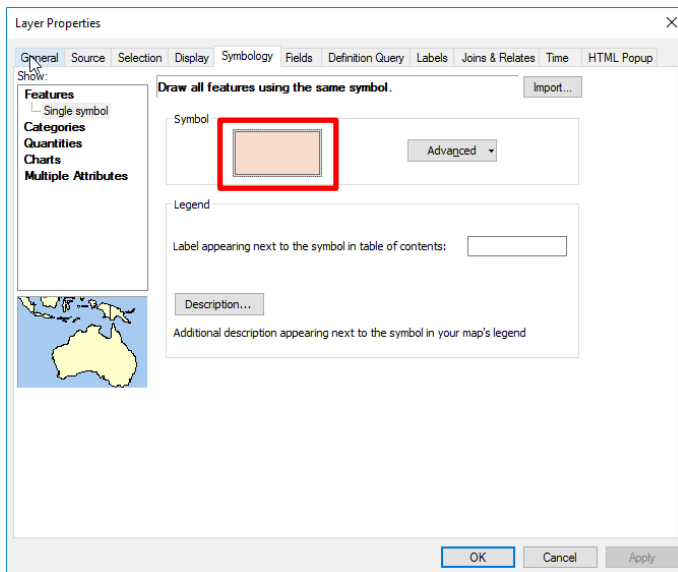 Layer Properties
General Source Selection Display Symbology Fields Definition Query Labels Joins & Relates Time HTML Popup
Show:
Features
Single symbol
Categories
Quantities
Charts
Multiple Attributes
Draw all features using the same symbol.
Import...
Symbol
Advanced
Legend
Label appearing next to the symbol in table of contents:
Description...
Additional description appearing next to the symbol in your map's legend
OK Cancel Apply